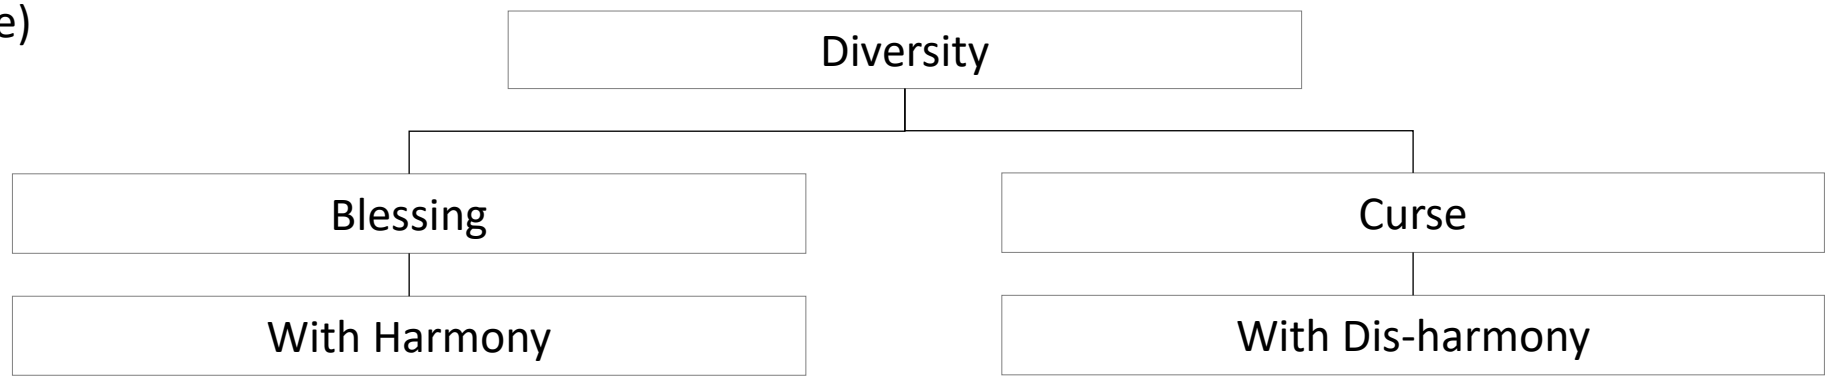 e)
Diversity
Blessing
Curse
With Harmony
With Dis-harmony